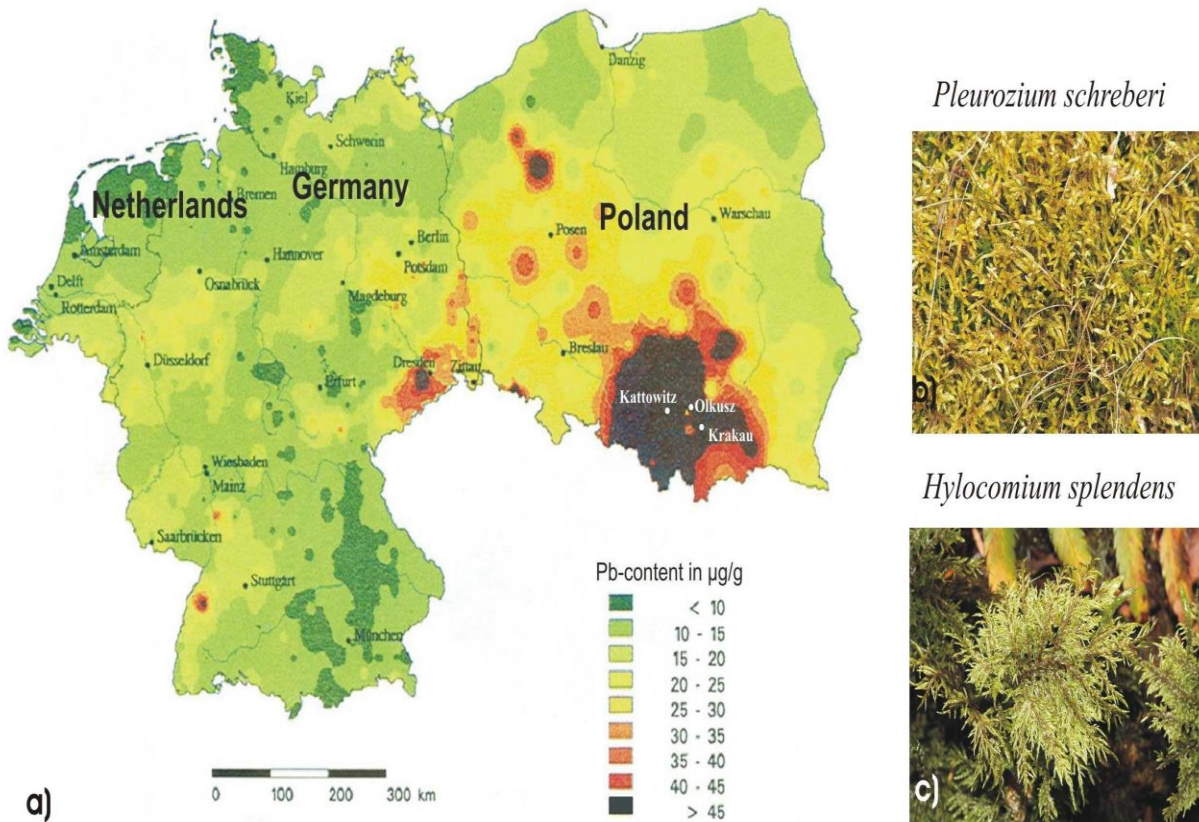 Pleurozium schreberi
Danzig
Kiel
Schwerin
Hamburg
Bremen
Netherlands
Germany
Poland
Warschau
Amsterdam
Hannover
Berlin
Posen
Delft
Osnabrück
Potsdam
Rotterdam
Magdeburg
Düsseldorf
Dresden
Zittau
Breslau
Erfurt
Kattowitz
Olkusz
Krakau
b)
Hylocomium splendens
Wiesbaden
Mainz
Saarbrücken
Stuttgart
München
Pb-content in µg/g
< 10
10 - 15
15 - 20
20 - 25
25 - 30
30 - 35
35 - 40
40 - 45
> 45
0 100 200 300 km
a)
c)